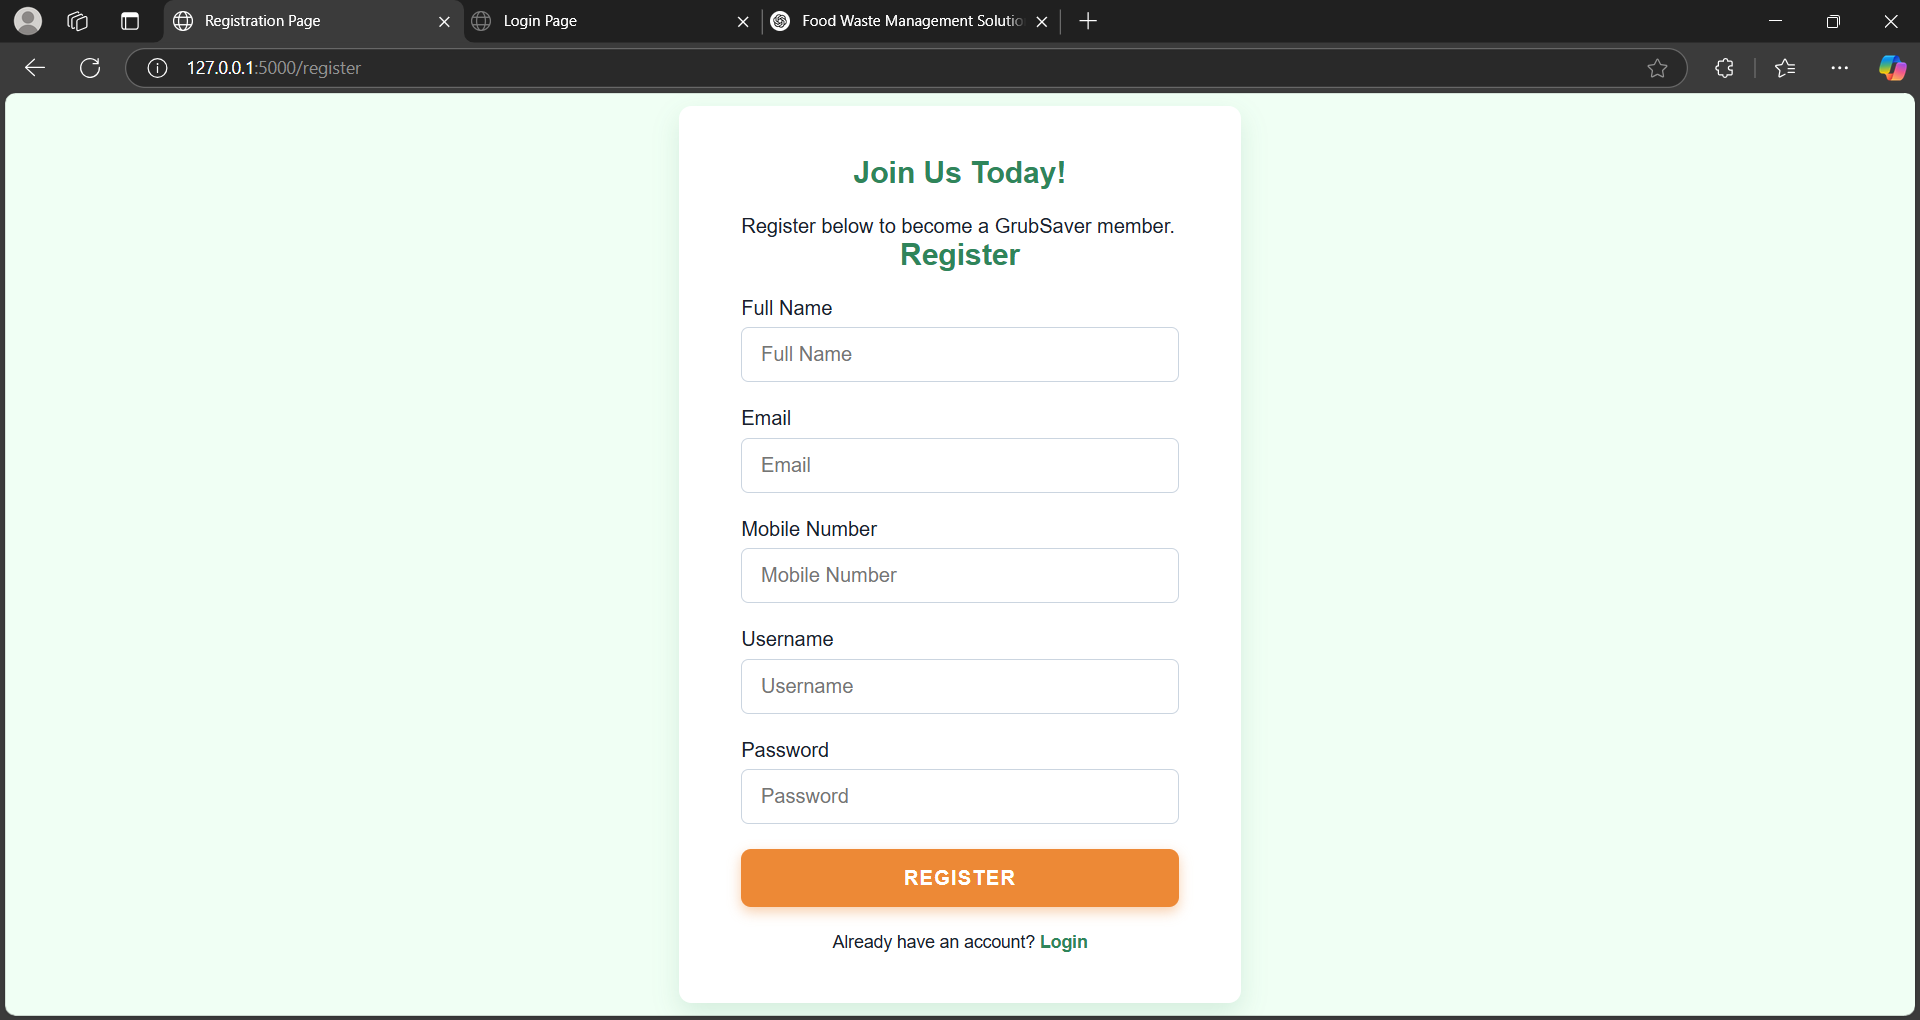 Registration Page
Login Page
Food Waste Management Solutio
127.0.0.1:5000/register
Join Us Today!
Register below to become a GrubSaver member.
Register
Full Name
Full Name
Email
Email
Mobile Number
Mobile Number
Username
Username
Password
Password
REGISTER
Already have an account? Login